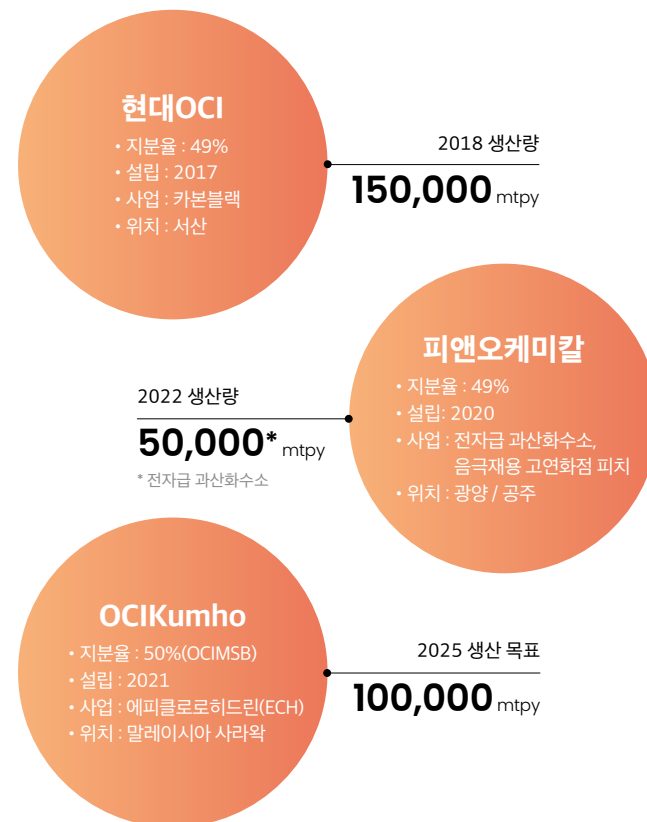 현대OCI
• 지분율 : 49%
• 설립 : 2017
• 사업 : 카본블랙
• 위치 : 서산
2018 생산량
150,000 mtpy
피앤오케미칼
• 지분율 : 49%
• 설립: 2020
• 사업 : 전자급 과산화수소,
음극재용 고연화점 피치
• 위치 : 광양 / 공주
2022 생산량
50,000* mtpy
* 전자급 과산화수소
OCIKumho
• 지분율 : 50%(OCIMSB)
• 설립 : 2021
• 사업 : 에피클로로히드린(ECH)
• 위치 : 말레이시아 사라왁
2025 생산 목표
100,000 mtpy